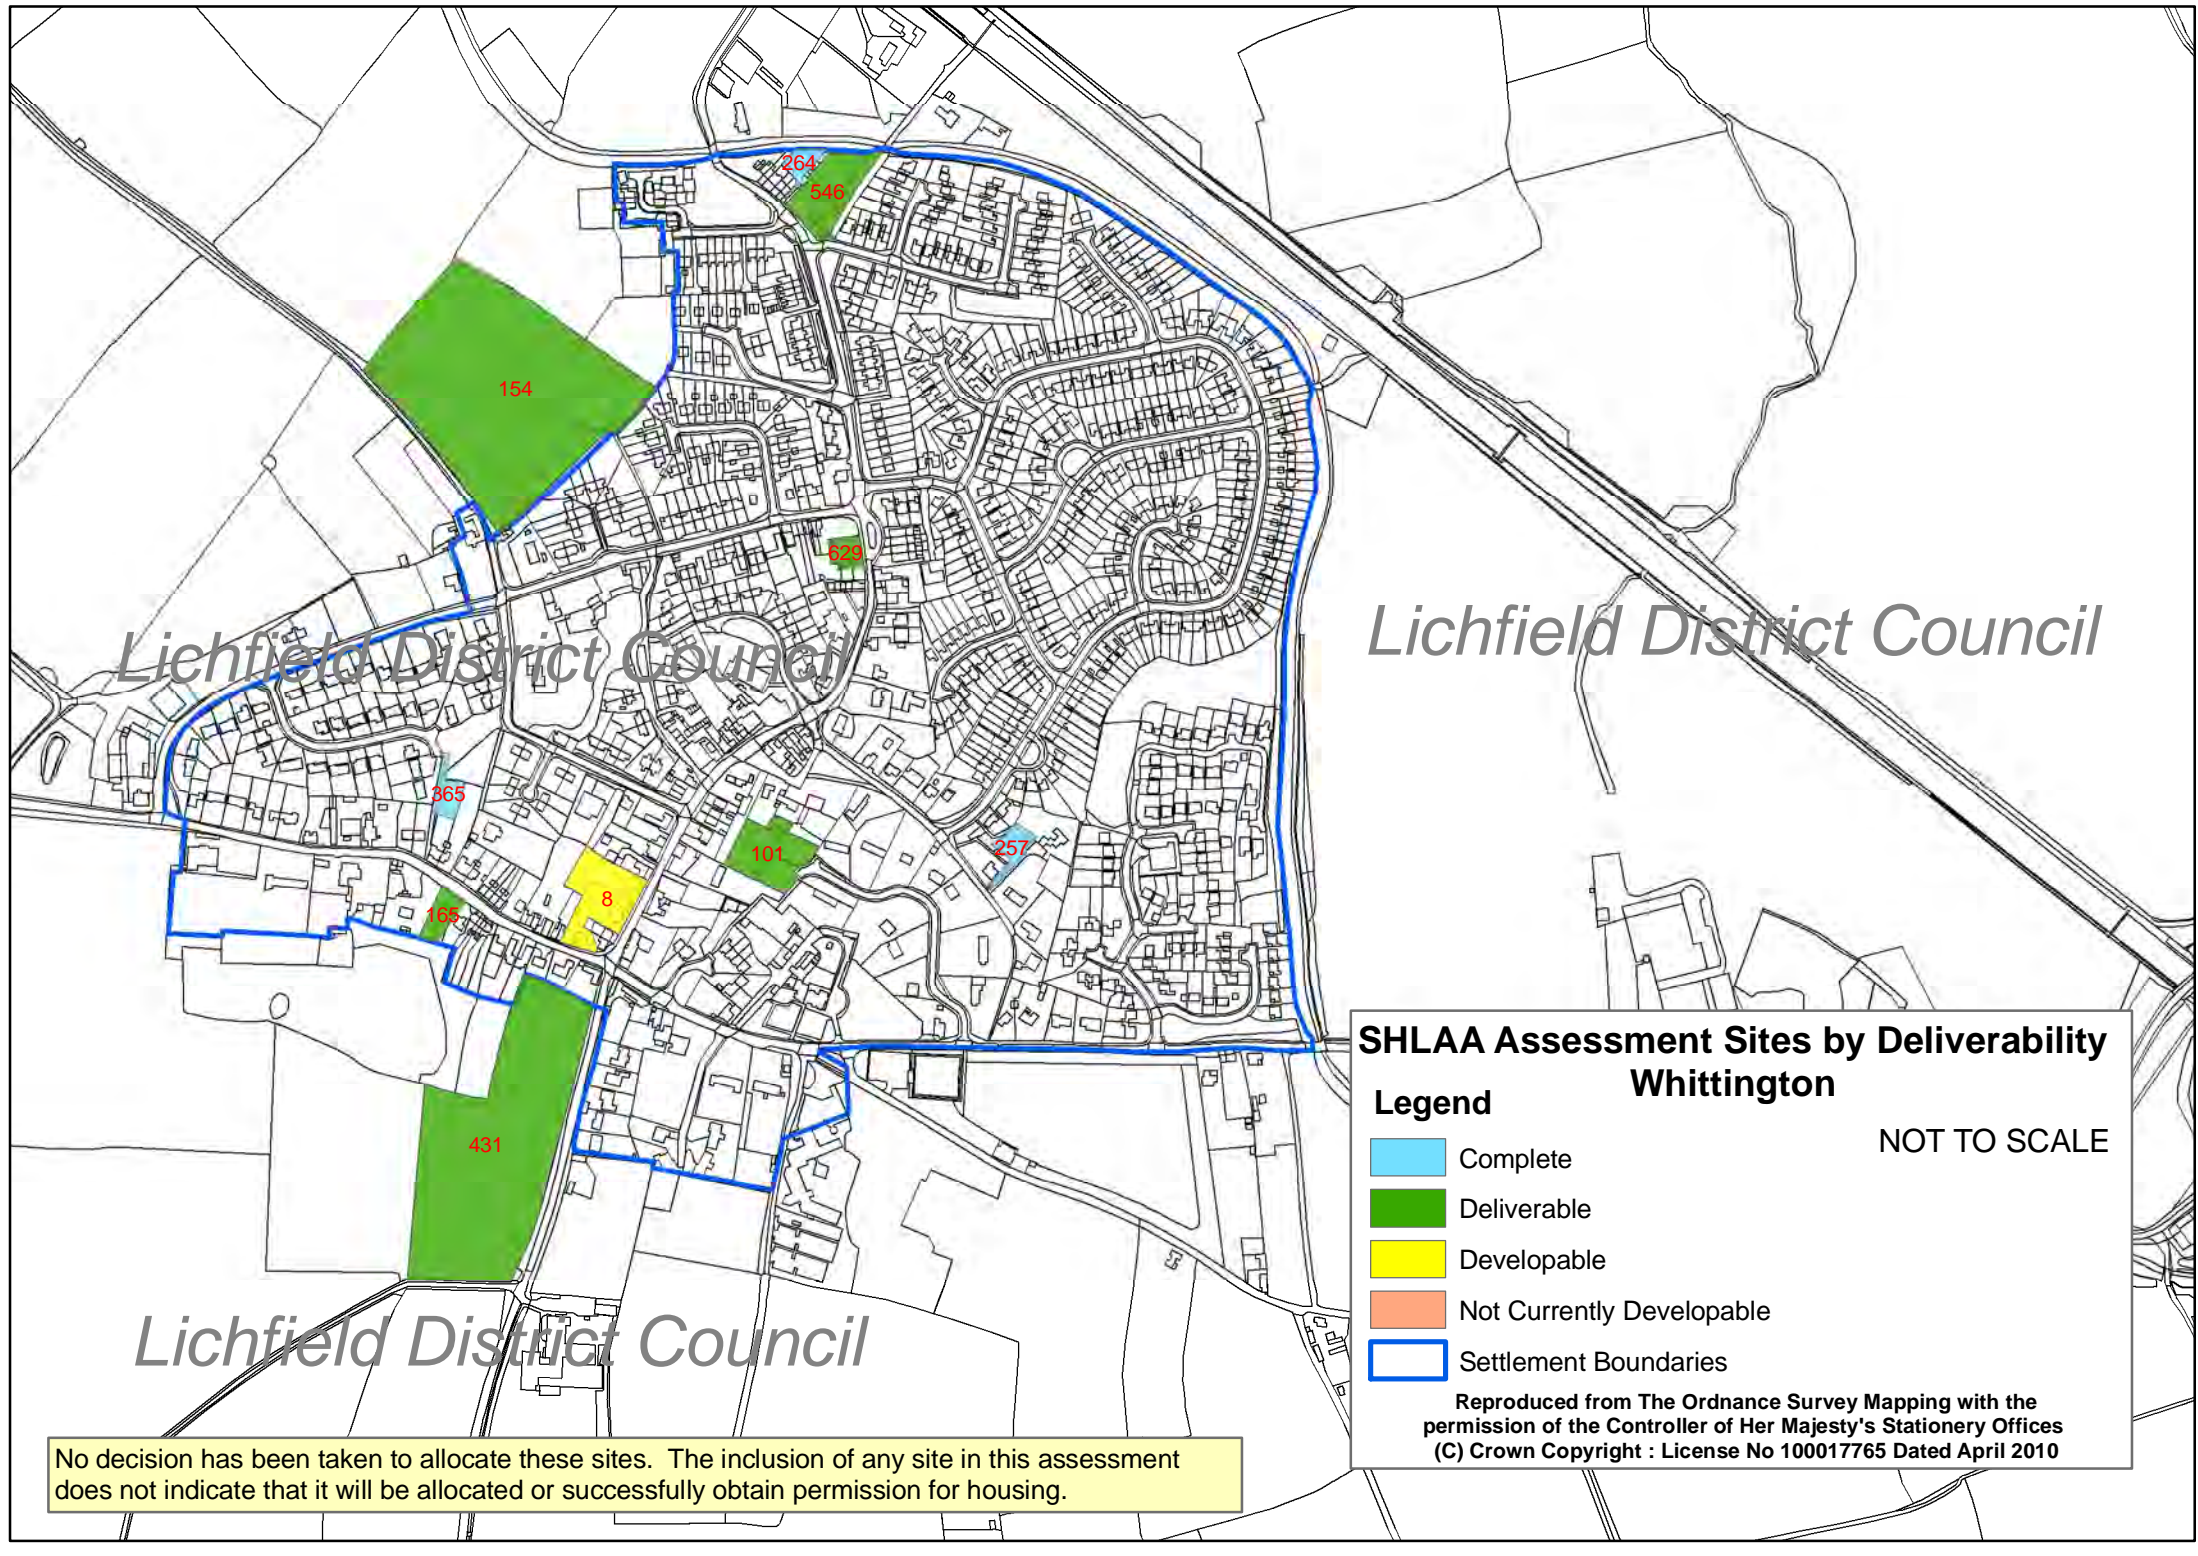 264
546
154
629
Lichfield District Council
Lichfield District Council
365
257
101
8
165
431
SHLAA Assessment Sites by Deliverability
Whittington
Legend
NOT TO SCALE
Complete
Deliverable
Developable
Not Currently Developable
Settlement Boundaries
Reproduced from The Ordnance Survey Mapping with the
permission of the Controller of Her Majesty's Stationery Offices
(C) Crown Copyright : License No 100017765 Dated April 2010
Lichfield District Council
No decision has been taken to allocate these sites.  The inclusion of any site in this assessment
does not indicate that it will be allocated or successfully obtain permission for housing.